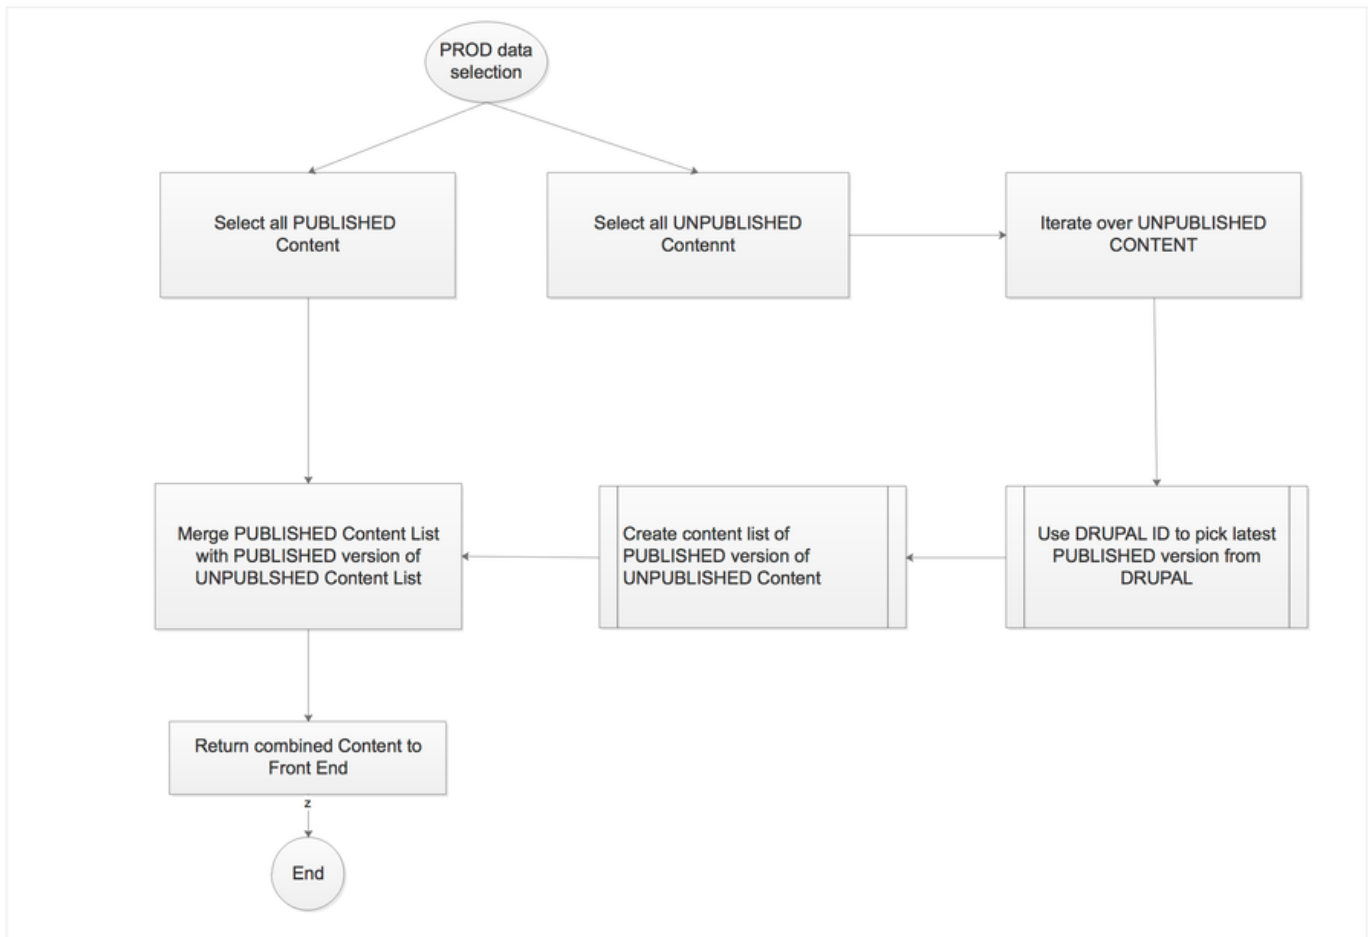 PROD data
selection
Select all PUBLISHED
Content
Select all UNPUBLISHED
Contennt
Iterate over UNPUBLISHED
CONTENT
Merge PUBLISHED Content List
with PUBLISHED version of
UNPUBLSHED Content List
Create content list of
PUBLISHED version of
UNPUBLISHED Content
Use DRUPAL ID to pick latest
PUBLISHED version from
DRUPAL
Return combined Content to
Front End
z
End